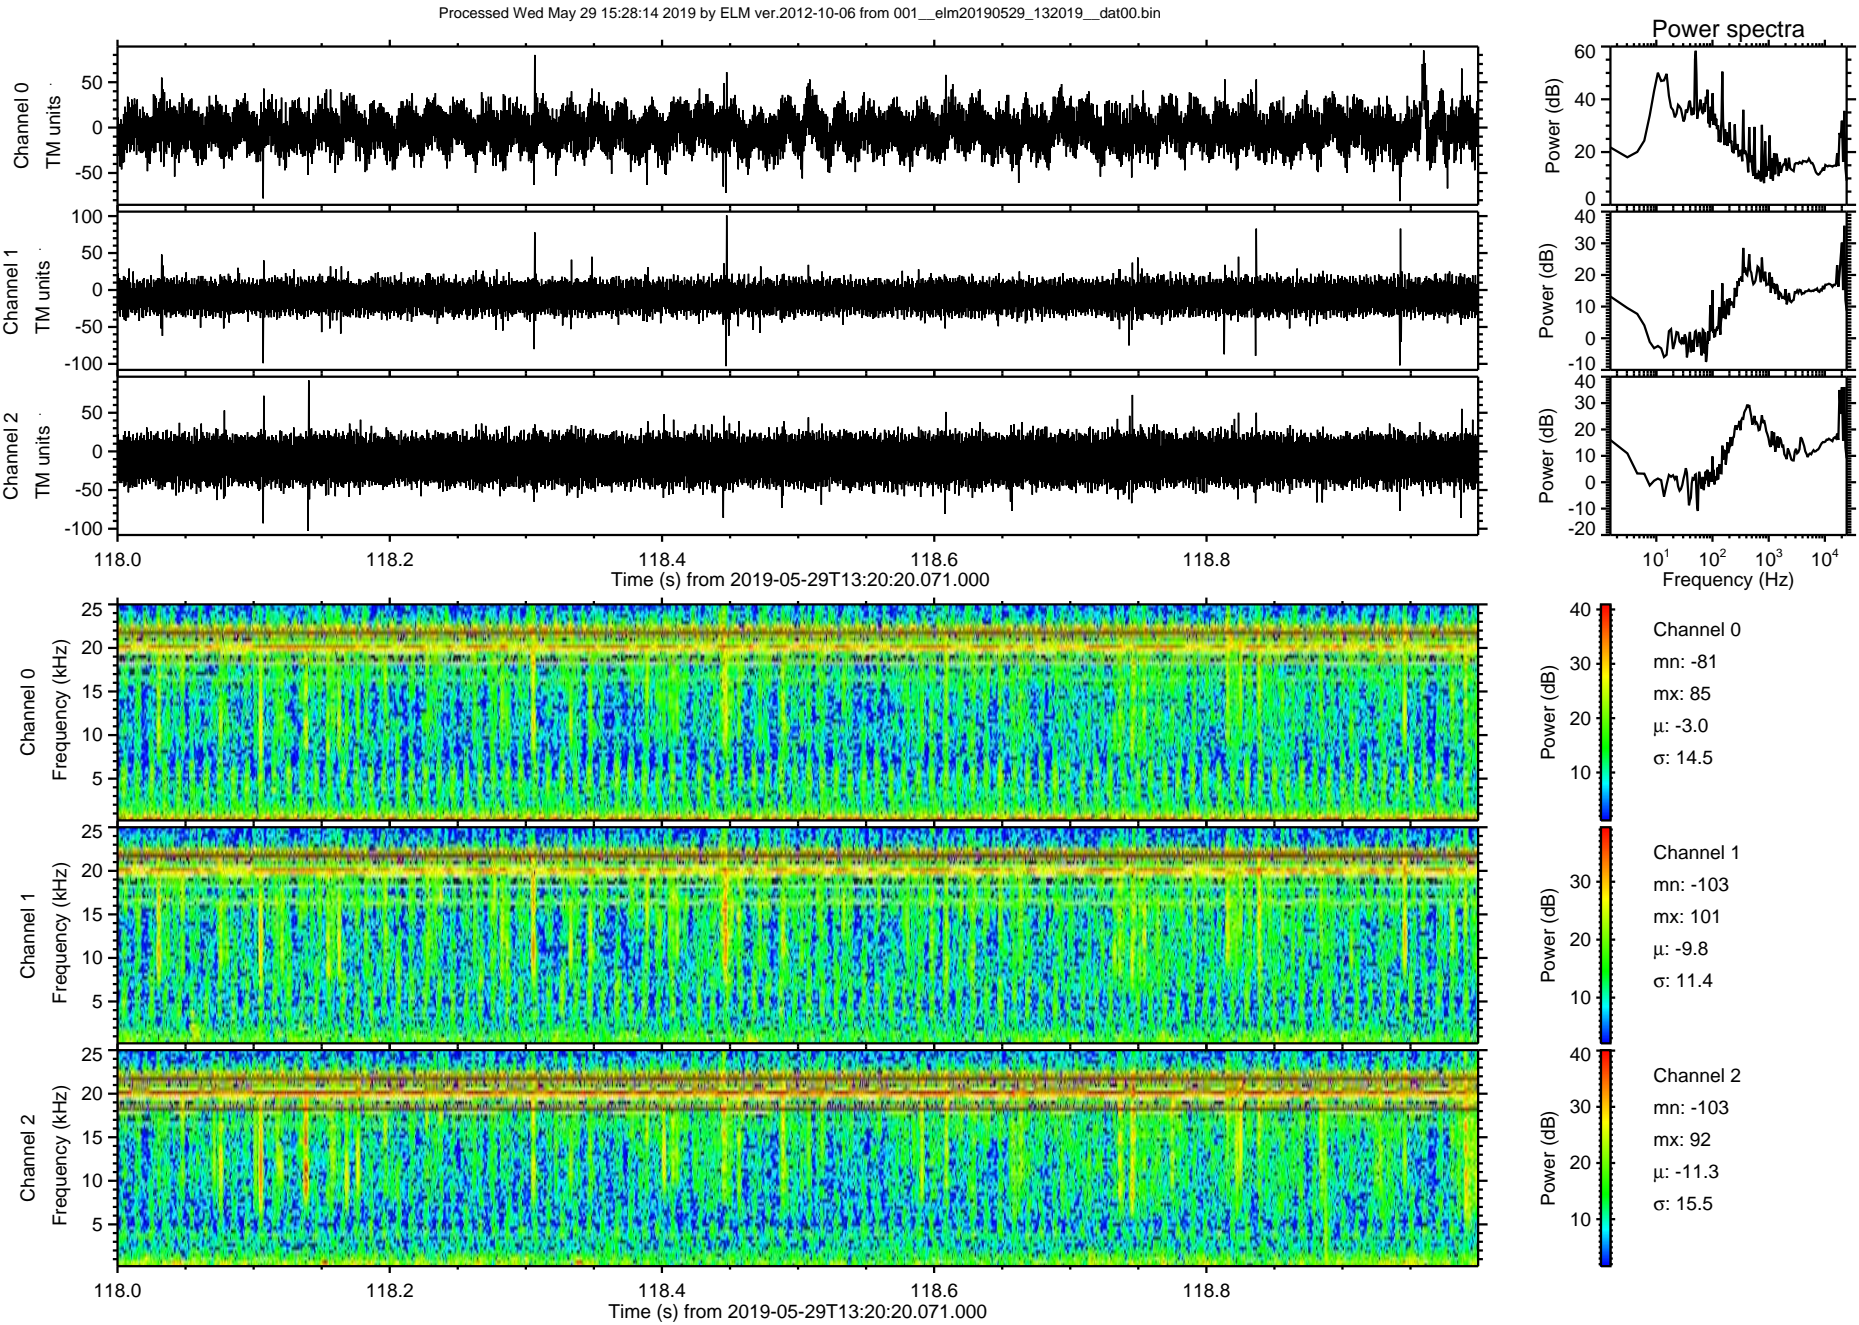 Processed Wed May 29 15:28:14 2019 by ELM ver.2012-10-06 from 001__elm20190529_132019__dat00.bin
Power spectra
Channel 0
TM units
50
0
-50
Power (dB)
60
40
20
0
Channel 1
TM units
100
50
0
-50
-100
Power (dB)
40
30
20
10
0
-10
Channel 2
TM units
50
0
-50
-100
Power (dB)
40
30
20
10
0
-10
-20
118.0 118.2 118.4 118.6 118.8
Time (s) from 2019-05-29T13:20:20.071.000
10^1 10^2 10^3 10^4
Frequency (Hz)
Channel 0
Frequency (kHz)
25
20
15
10
5
Power (dB)
40
30
20
10
Channel 0
mn: -81
mx: 85
μ: -3.0
σ: 14.5
Channel 1
Frequency (kHz)
25
20
15
10
5
Power (dB)
30
20
10
Channel 1
mn: -103
mx: 101
μ: -9.8
σ: 11.4
Channel 2
Frequency (kHz)
25
20
15
10
5
Power (dB)
40
30
20
10
Channel 2
mn: -103
mx: 92
μ: -11.3
σ: 15.5
118.0 118.2 118.4 118.6 118.8
Time (s) from 2019-05-29T13:20:20.071.000